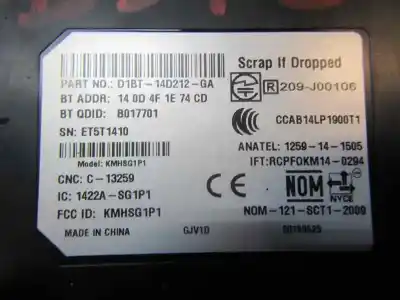 Scrap If Dropped
PART NO.: D1BT-14D212-GA
R 209-J00106
BT ADDR: 14 0D 4F 1E 74 CD
BT QDID: B017701
CCAB14LP1900T1
SN: ET5T1410
ANATEL: 1259-14-1505
Model: KMHSG1P1
IFT:RCPFOKM14-0294
CNC: C-13259
CE
NOM
NYCE
IC: 1422A-SG1P1
FCC ID: KMHSG1P1
NOM-121-SCT1-2009
MADE IN CHINA
GJV1D